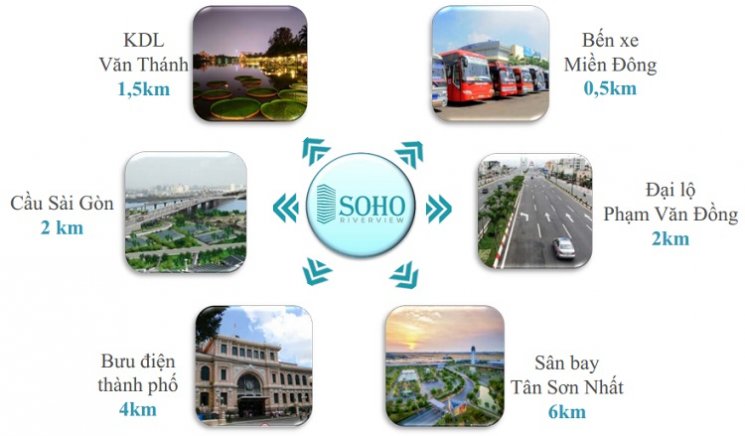 KDL
Văn Thánh
1,5km
Bến xe
Miền Đông
0,5km
Cầu Sài Gòn
2 km
SOHO
RIVERVIEW
Đại lộ
Phạm Văn Đồng
2km
Bưu điện
thành phố
4km
Sân bay
Tân Sơn Nhất
6km